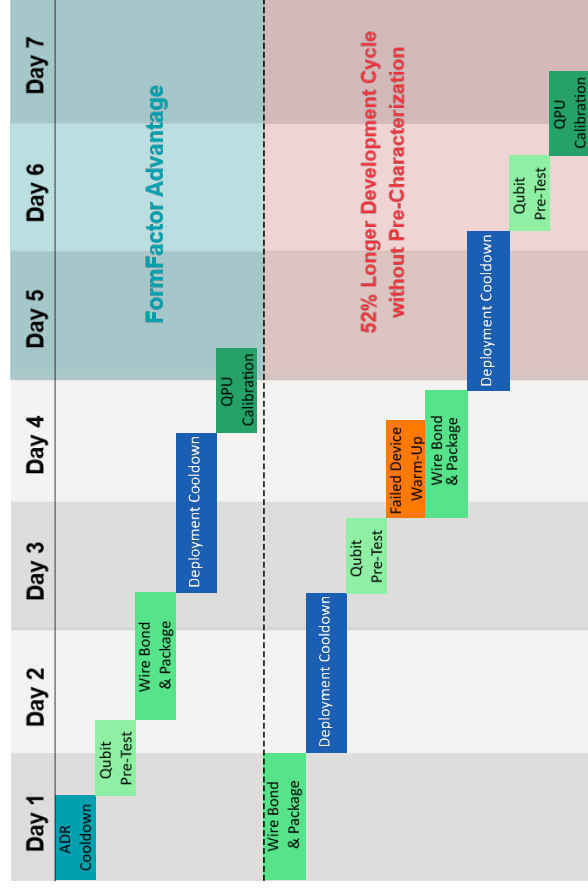 Day 1
Day 2
Day 3
Day 4
Day 5
Day 6
Day 7
ADR
Cooldown
Qubit
Pre-Test
Wire Bond
& Package
Deployment Cooldown
QPU
Calibration
FormFactor Advantage
Wire Bond
& Package
Deployment Cooldown
Qubit
Pre-Test
Failed Device
Warm-Up
Wire Bond
& Package
Deployment Cooldown
Qubit
Pre-Test
QPU
Calibration
52% Longer Development Cycle
without Pre-Characterization